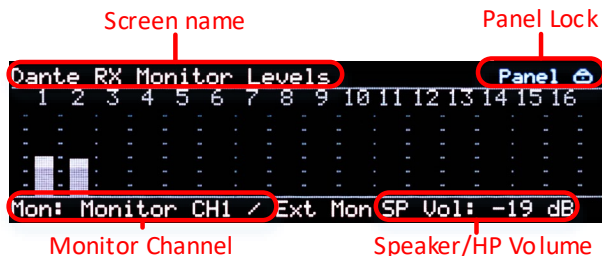 Screen name
Panel Lock
Dante RX Monitor Levels Panel
1 2 3 4 5 6 7 8 9 10 11 12 13 14 15 16
Mon: Monitor CH1 / Ext Mon SP Vol: -19 dB
Monitor Channel
Speaker/HP Volume